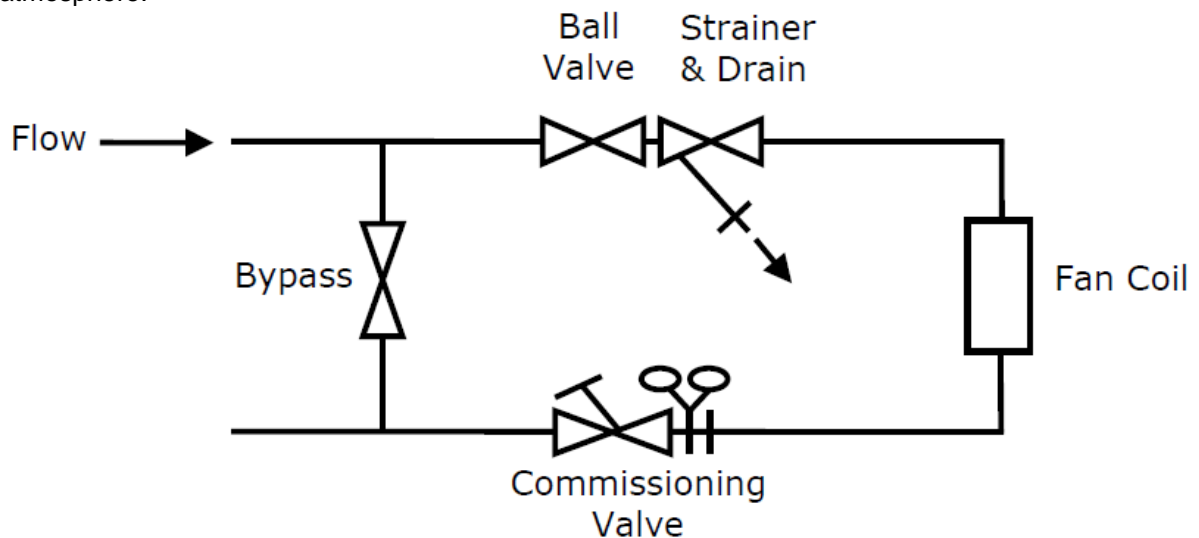 atmosphere.
Ball
Valve
Strainer
& Drain
Flow
Bypass
Fan Coil
Commissioning
Valve